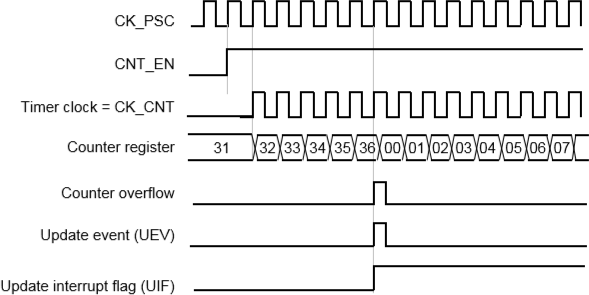 CK_PSC
CNT_EN
Timer clock = CK_CNT
Counter register 31 32 33 34 35 36 00 01 02 03 04 05 06 07
Counter overflow
Update event (UEV)
Update interrupt flag (UIF)